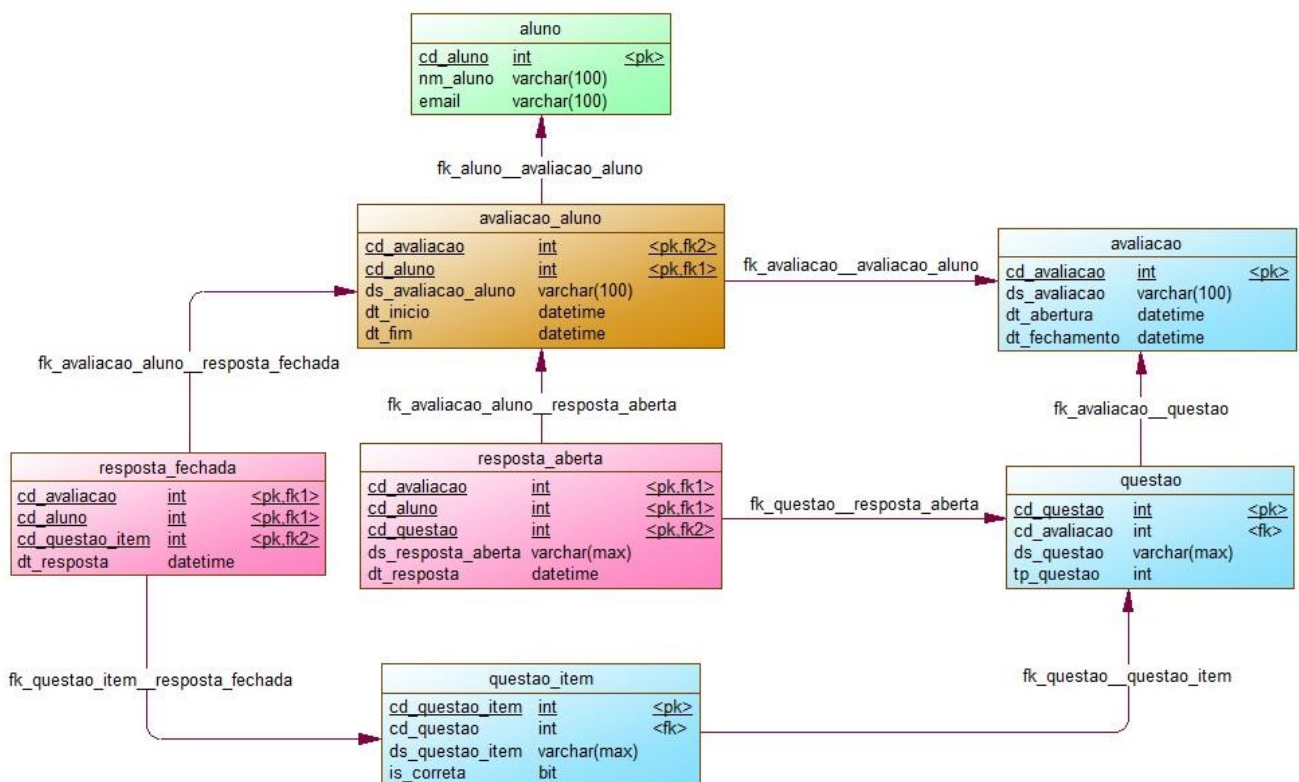 aluno
cd_aluno int <pk>
nm_aluno varchar(100)
email varchar(100)
fk_aluno__avaliacao_aluno
avaliacao_aluno
cd_avaliacao int <pk,fk2>
cd_aluno int <pk,fk1>
ds_avaliacao_aluno varchar(100)
dt_inicio datetime
dt_fim datetime
fk_avaliacao__avaliacao_aluno
avaliacao
cd_avaliacao int <pk>
ds_avaliacao varchar(100)
dt_abertura datetime
dt_fechamento datetime
fk_avaliacao_aluno__resposta_fechada
fk_avaliacao_aluno__resposta_aberta
fk_avaliacao__questao
resposta_fechada
cd_avaliacao int <pk,fk1>
cd_aluno int <pk,fk1>
cd_questao_item int <pk,fk2>
dt_resposta datetime
resposta_aberta
cd_avaliacao int <pk,fk1>
cd_aluno int <pk,fk1>
cd_questao int <pk,fk2>
ds_resposta_aberta varchar(max)
dt_resposta datetime
fk_questao__resposta_aberta
questao
cd_questao int <pk>
cd_avaliacao int <fk>
ds_questao varchar(max)
tp_questao int
fk_questao_item__resposta_fechada
fk_questao__questao_item
questao_item
cd_questao_item int <pk>
cd_questao int <fk>
ds_questao_item varchar(max)
is_correta bit